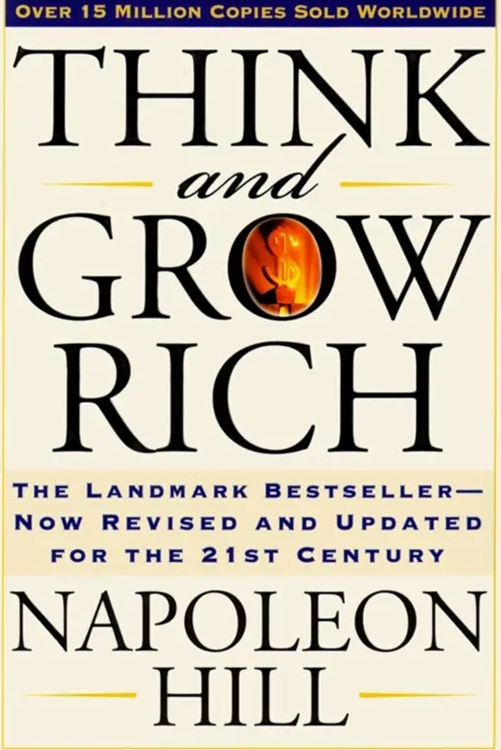 OVER 15 MILLION COPIES SOLD WORLDWIDE
THINK
and
GROW
RICH
THE LANDMARK BESTSELLER—
NOW REVISED AND UPDATED
FOR THE 21ST CENTURY
NAPOLEON
HILL